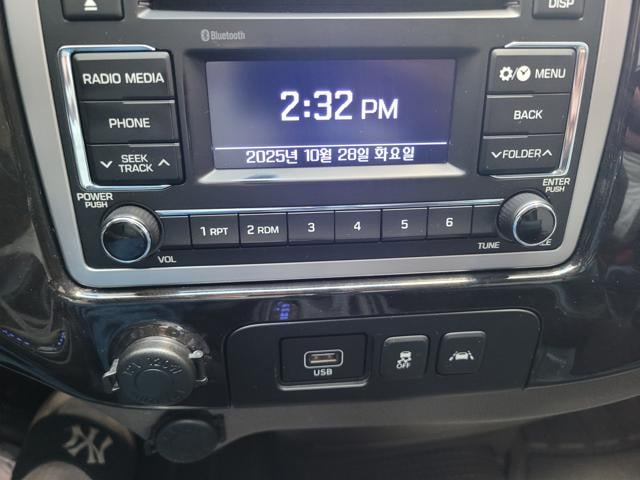 DISP
Bluetooth
RADIO MEDIA
PHONE
SEEK
TRACK
2:32 PM
2025년 10월 28일 화요일
MENU
BACK
FOLDER
POWER
PUSH
VOL
1 RPT
2 RDM
3
4
5
6
ENTER
PUSH
TUNE
USB
OFF
120W
NY